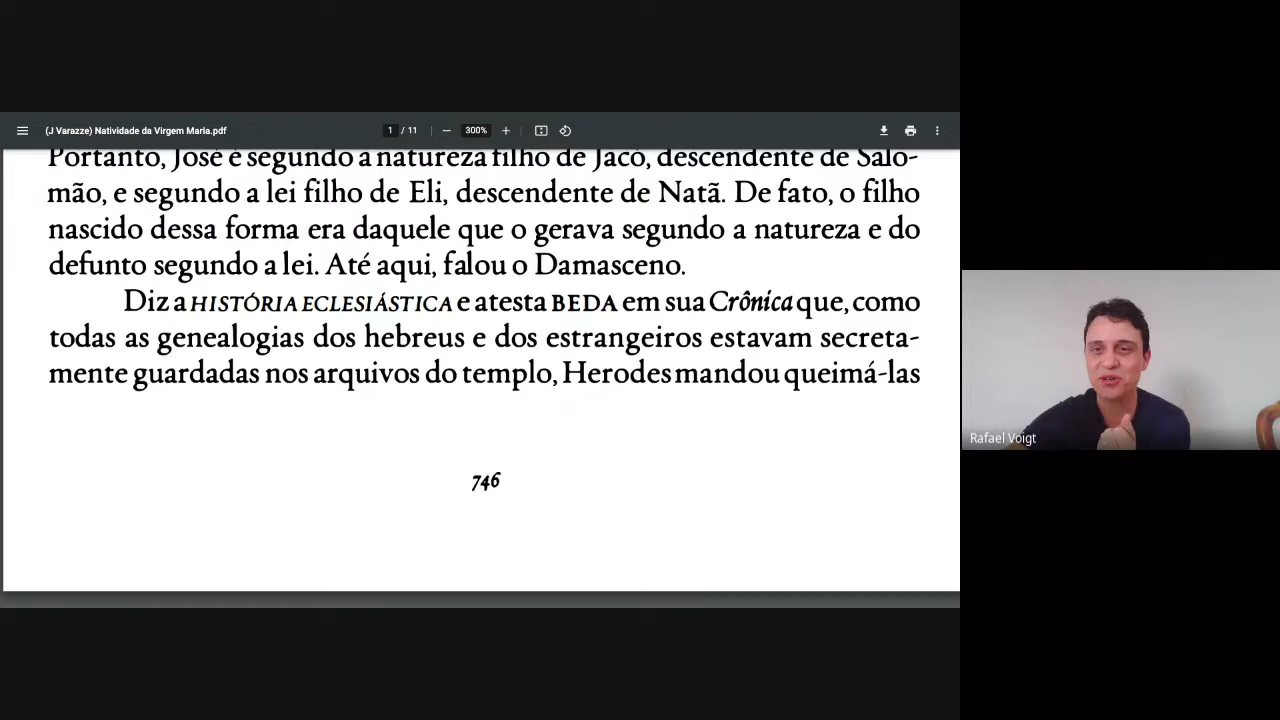 (J Varazze) Natividade da Virgem Maria.pdf
1 / 11
300%
Portanto, José é segundo a natureza filho de Jacó, descendente de Salo-
mão, e segundo a lei filho de Eli, descendente de Natã. De fato, o filho
nascido dessa forma era daquele que o gerava segundo a natureza e do
defunto segundo a lei. Até aqui, falou o Damasceno.
Diz a HISTÓRIA ECLESIÁSTICA e atesta BEDA em sua Crônica que, como
todas as genealogias dos hebreus e dos estrangeiros estavam secreta-
mente guardadas nos arquivos do templo, Herodes mandou queimá-las
746
Rafael Voigt